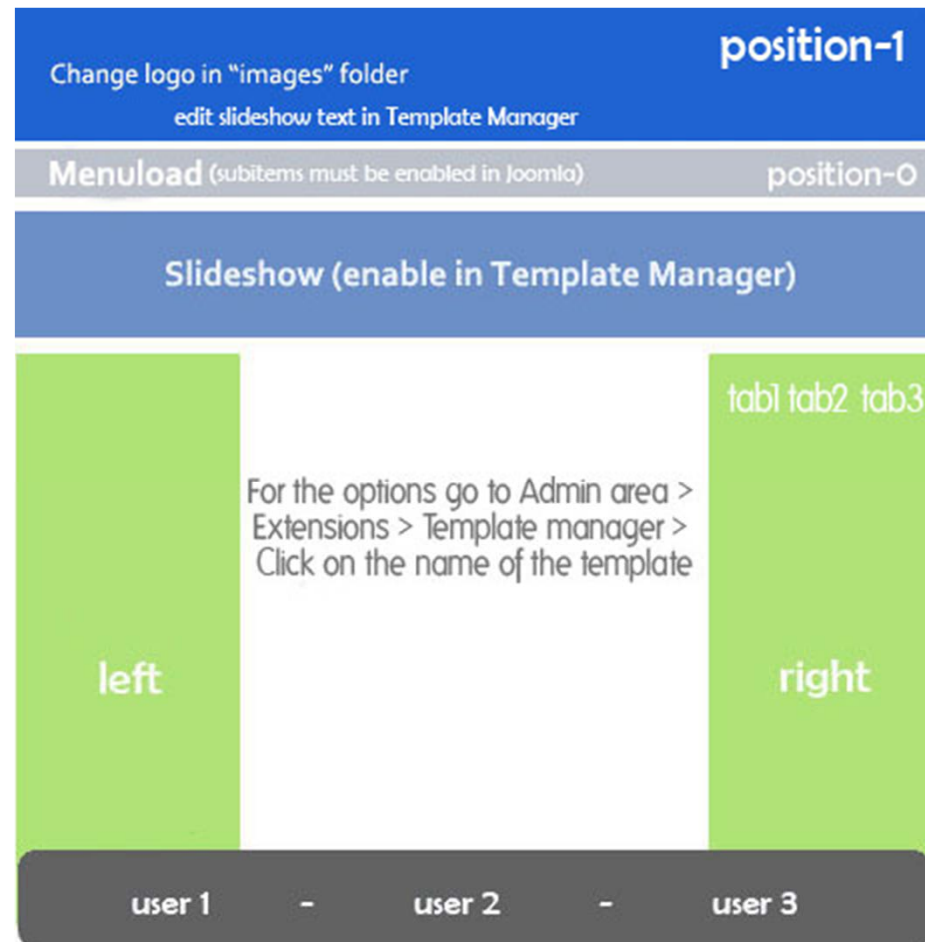 position-1
Change logo in “images” folder
edit slideshow text in Template Manager
Menuload (subitems must be enabled in Joomla) position-0
Slideshow (enable in Template Manager)
tab1 tab2 tab3
For the options go to Admin area >
Extensions > Template manager >
Click on the name of the template
left right
user 1 - user 2 - user 3